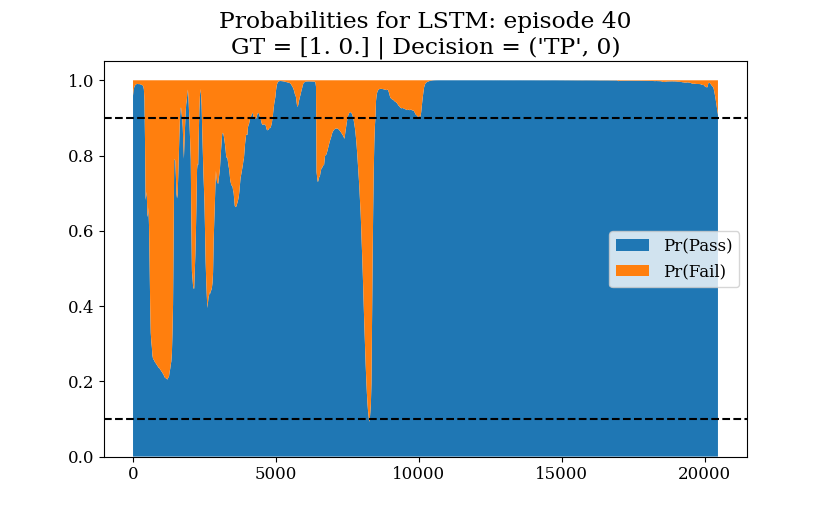 Probabilities for LSTM: episode 40
GT = [1. 0.] | Decision = ('TP', 0)
1.0
0.8
0.6
0.4
0.2
0.0
Pr(Pass)
Pr(Fail)
0
5000
10000
15000
20000